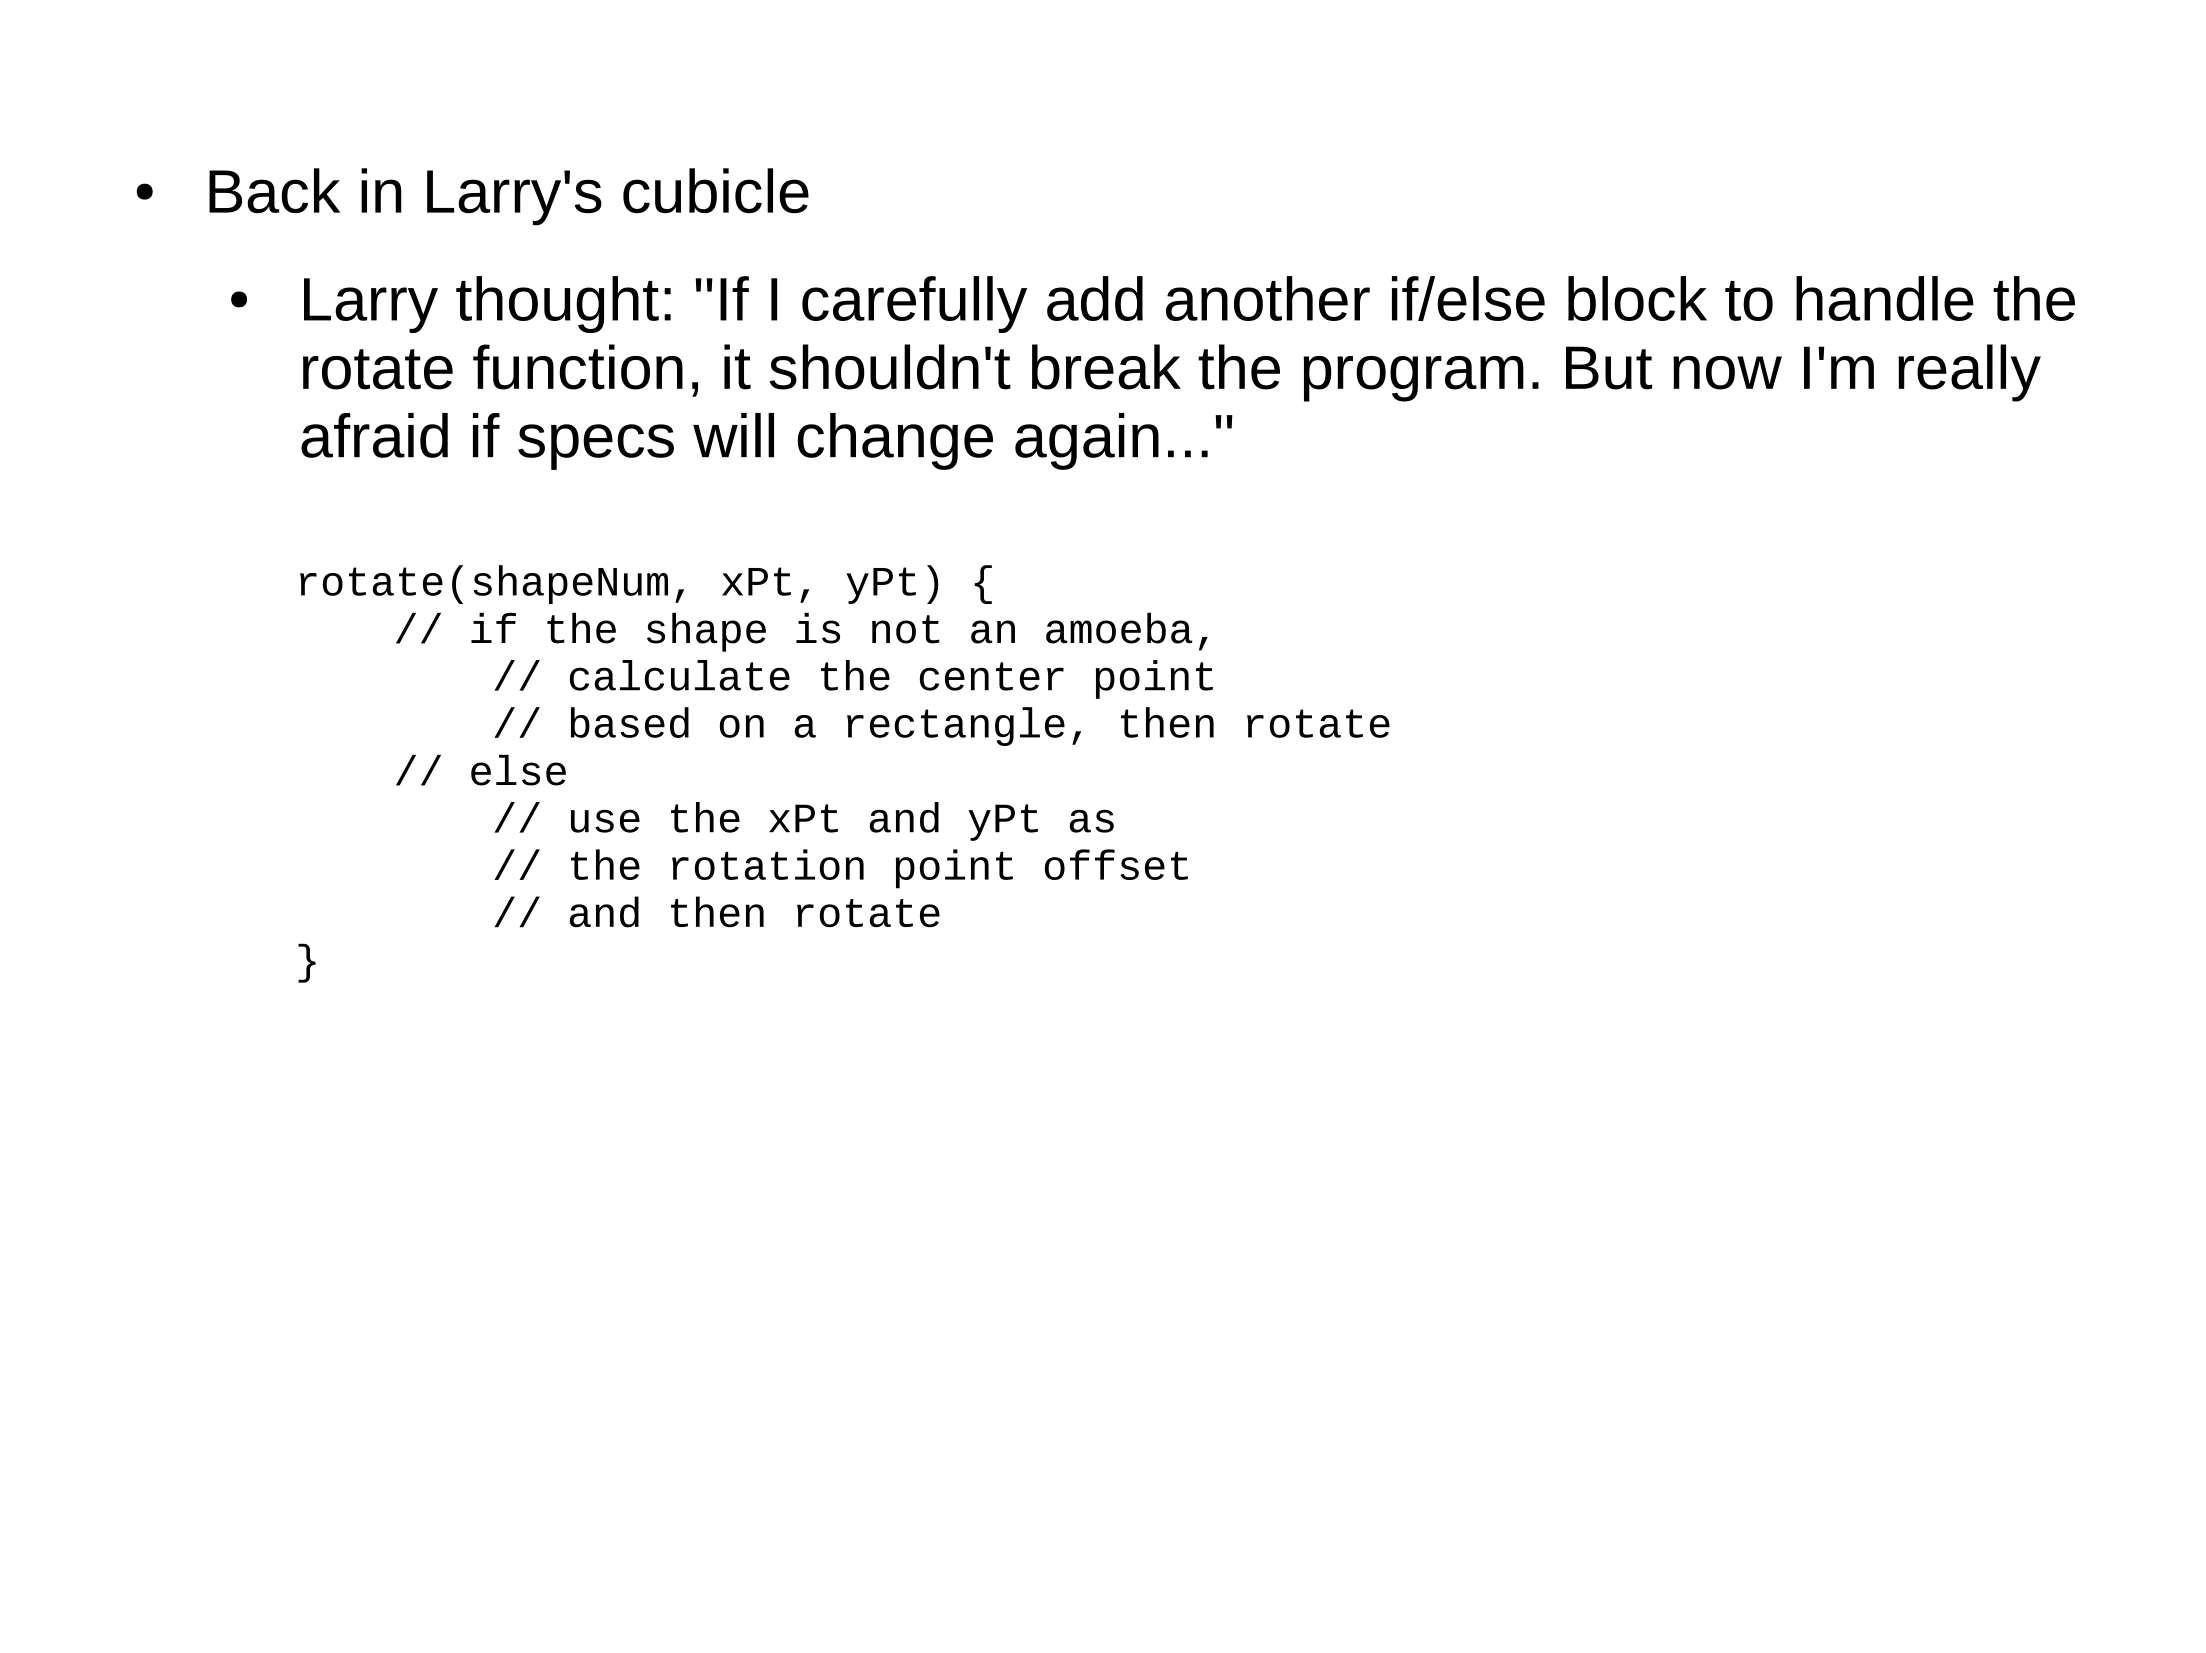 • Back in Larry's cubicle
• Larry thought: "If I carefully add another if/else block to handle the
rotate function, it shouldn't break the program. But now I'm really
afraid if specs will change again..."
rotate(shapeNum, xPt, yPt) {
    // if the shape is not an amoeba,
        // calculate the center point
        // based on a rectangle, then rotate
    // else
        // use the xPt and yPt as
        // the rotation point offset
        // and then rotate
}